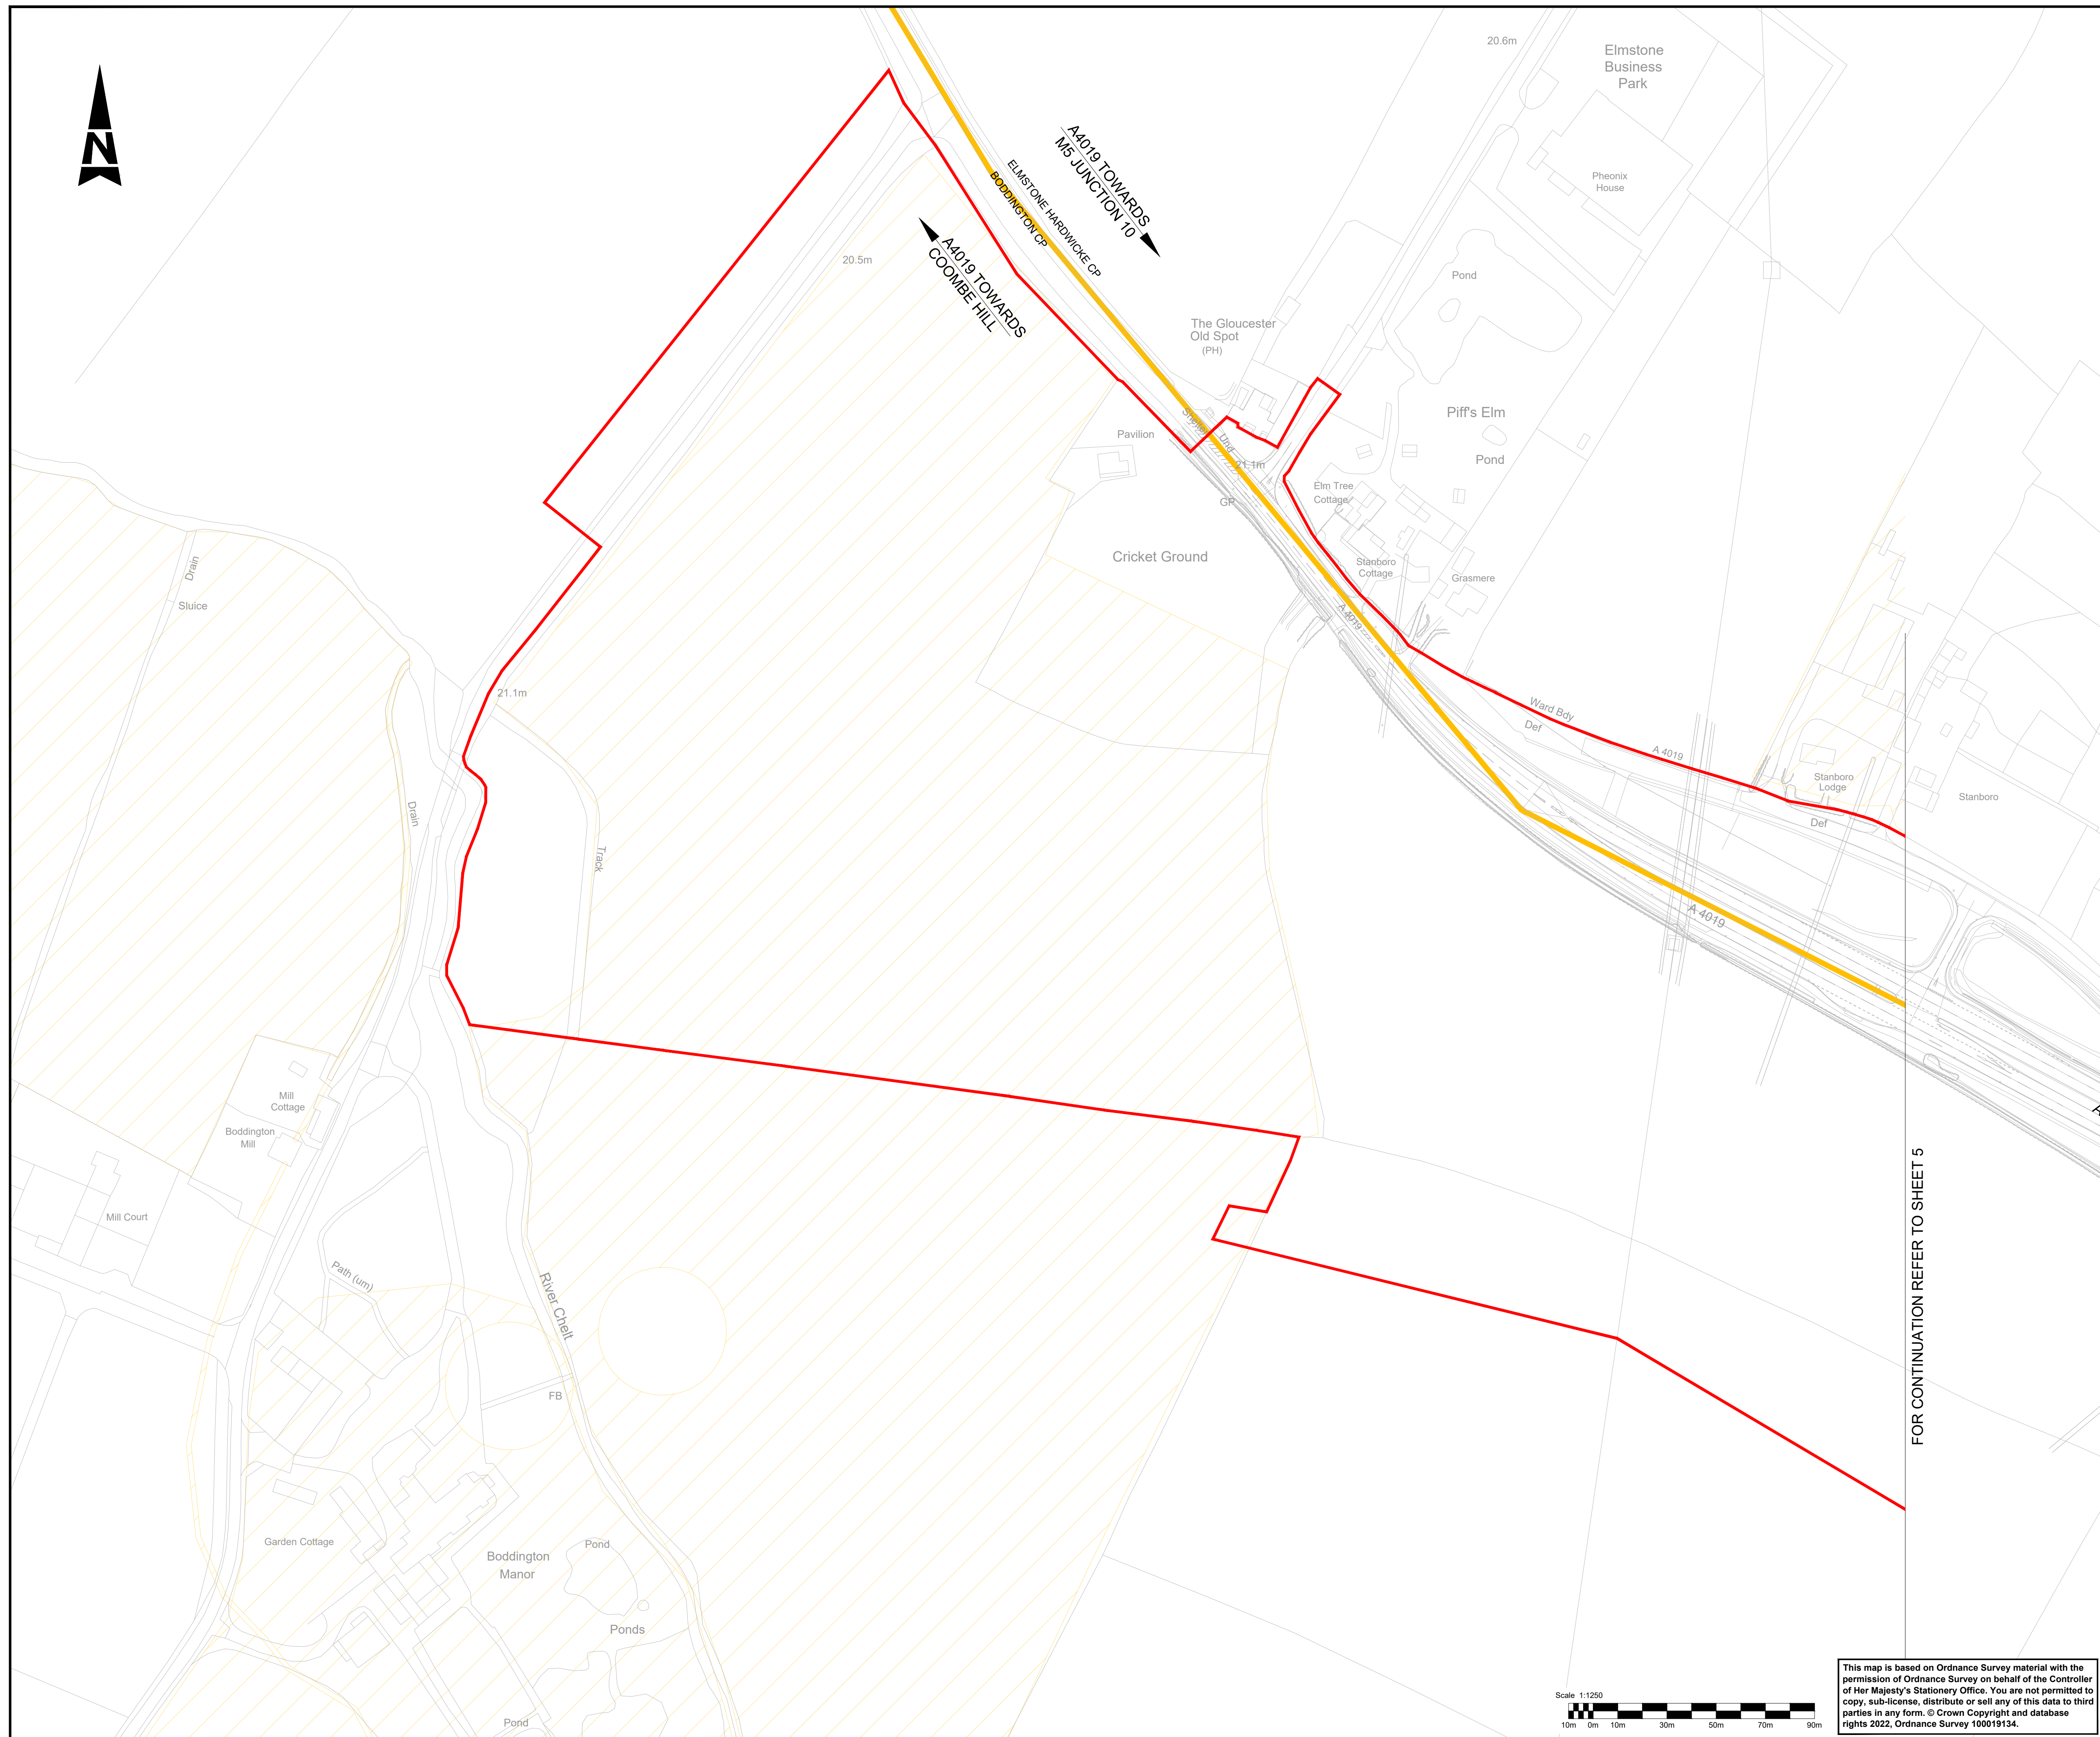 20.6m
Elmstone
Business
Park
N
A4019 TOWARDS
M5 JUNCTION 10
ELMSTONE HARDWICKE CP
BODDINGTON CP
Pheonix
House
A4019 TOWARDS
COOMBE HILL
20.5m
Pond
The Gloucester
Old Spot
(PH)
Piff's Elm
Shelter
Pavilion
Und
Pond
21.1m
Elm Tree
Cottage
GP
Cricket Ground
Stanboro
Cottage
Grasmere
Drain
Sluice
A 4019
21.1m
Ward Bdy
Def
A 4019
Stanboro
Lodge
Stanboro
Drain
Def
Track
A 4019
Mill
Cottage
Boddington
Mill
Mill Court
FOR CONTINUATION REFER TO SHEET 5
Path (um)
River Chelt
FB
Garden Cottage
Pond
Boddington
Manor
Ponds
Pond
Scale 1:1250
10m 0m 10m 30m 50m 70m 90m
This map is based on Ordnance Survey material with the
permission of Ordnance Survey on behalf of the Controller
of Her Majesty's Stationery Office. You are not permitted to
copy, sub-license, distribute or sell any of this data to third
parties in any form. © Crown Copyright and database
rights 2022, Ordnance Survey 100019134.